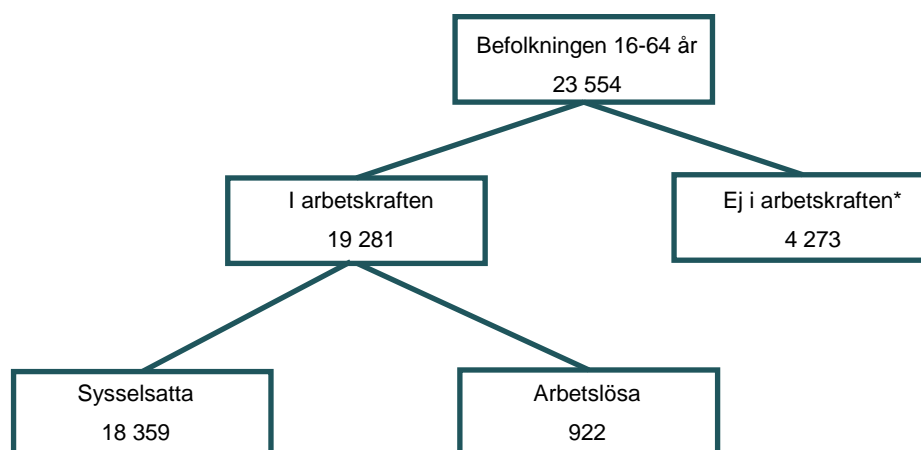 Befolkningen 16-64 år
23 554
I arbetskraften
19 281
Ej i arbetskraften*
4 273
Sysselsatta
18 359
Arbetslösa
922